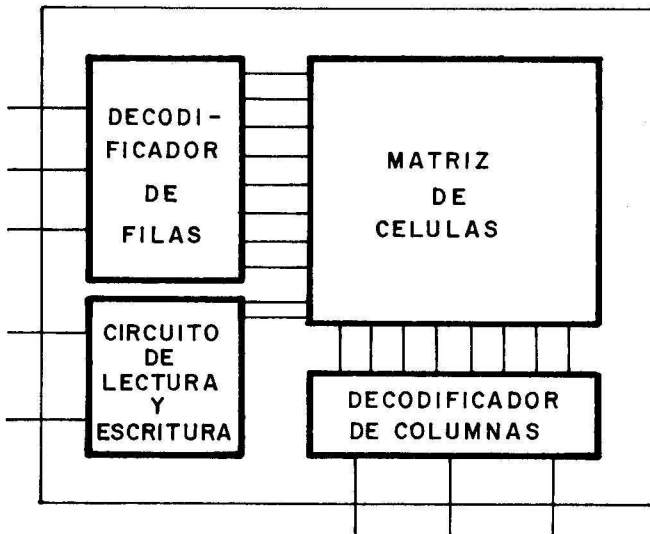 DECODI-
FICADOR
DE
FILAS
MATRIZ
DE
CELULAS
CIRCUITO
DE
LECTURA
Y
ESCRITURA
DECODIFICADOR
DE COLUMNAS